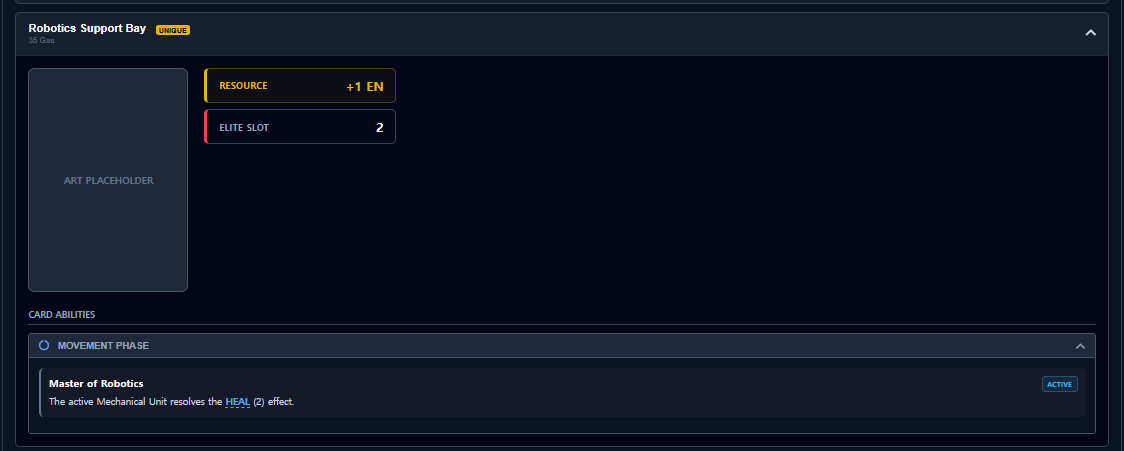 Robotics Support Bay UNIQUE
35 Gas
ART PLACEHOLDER
RESOURCE +1 EN
ELITE SLOT 2
CARD ABILITIES
MOVEMENT PHASE
Master of Robotics ACTIVE
The active Mechanical Unit resolves the HEAL (2) effect.